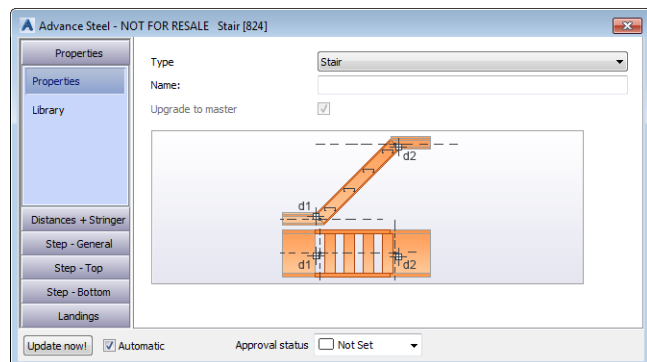 Advance Steel - NOT FOR RESALE Stair [824]
Properties
Properties
Library
Distances + Stringer
Step - General
Step - Top
Step - Bottom
Landings
Type Stair
Name:
Upgrade to master
d2
d1
d1 d2
Update now! Automatic Approval status Not Set